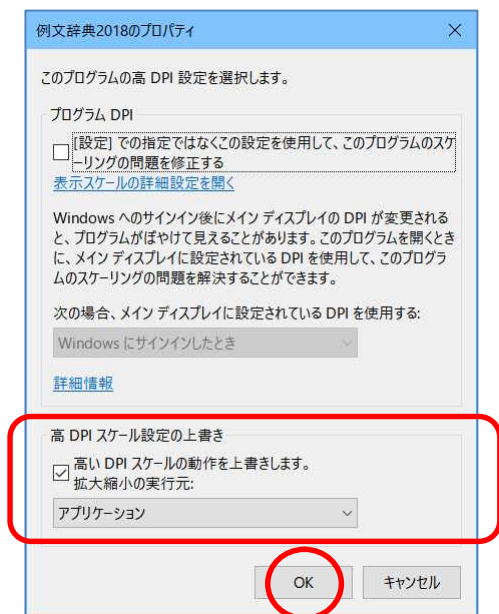 例文辞典2018のプロパティ
このプログラムの高 DPI 設定を選択します。
プログラム DPI
[設定] での指定ではなくこの設定を使用して、このプログラムのスケ
ーリングの問題を修正する
表示スケールの詳細設定を開く
Windows へのサインイン後にメイン ディスプレイの DPI が変更される
と、プログラムがぼやけて見えることがあります。このプログラムを開くとき
に、メイン ディスプレイに設定されている DPI を使用して、このプログラ
ムのスケーリングの問題を解決することができます。
次の場合、メイン ディスプレイに設定されている DPI を使用する:
Windows にサインインしたとき
詳細情報
高 DPI スケール設定の上書き
高い DPI スケールの動作を上書きします。
拡大縮小の実行元:
アプリケーション
OK キャンセル